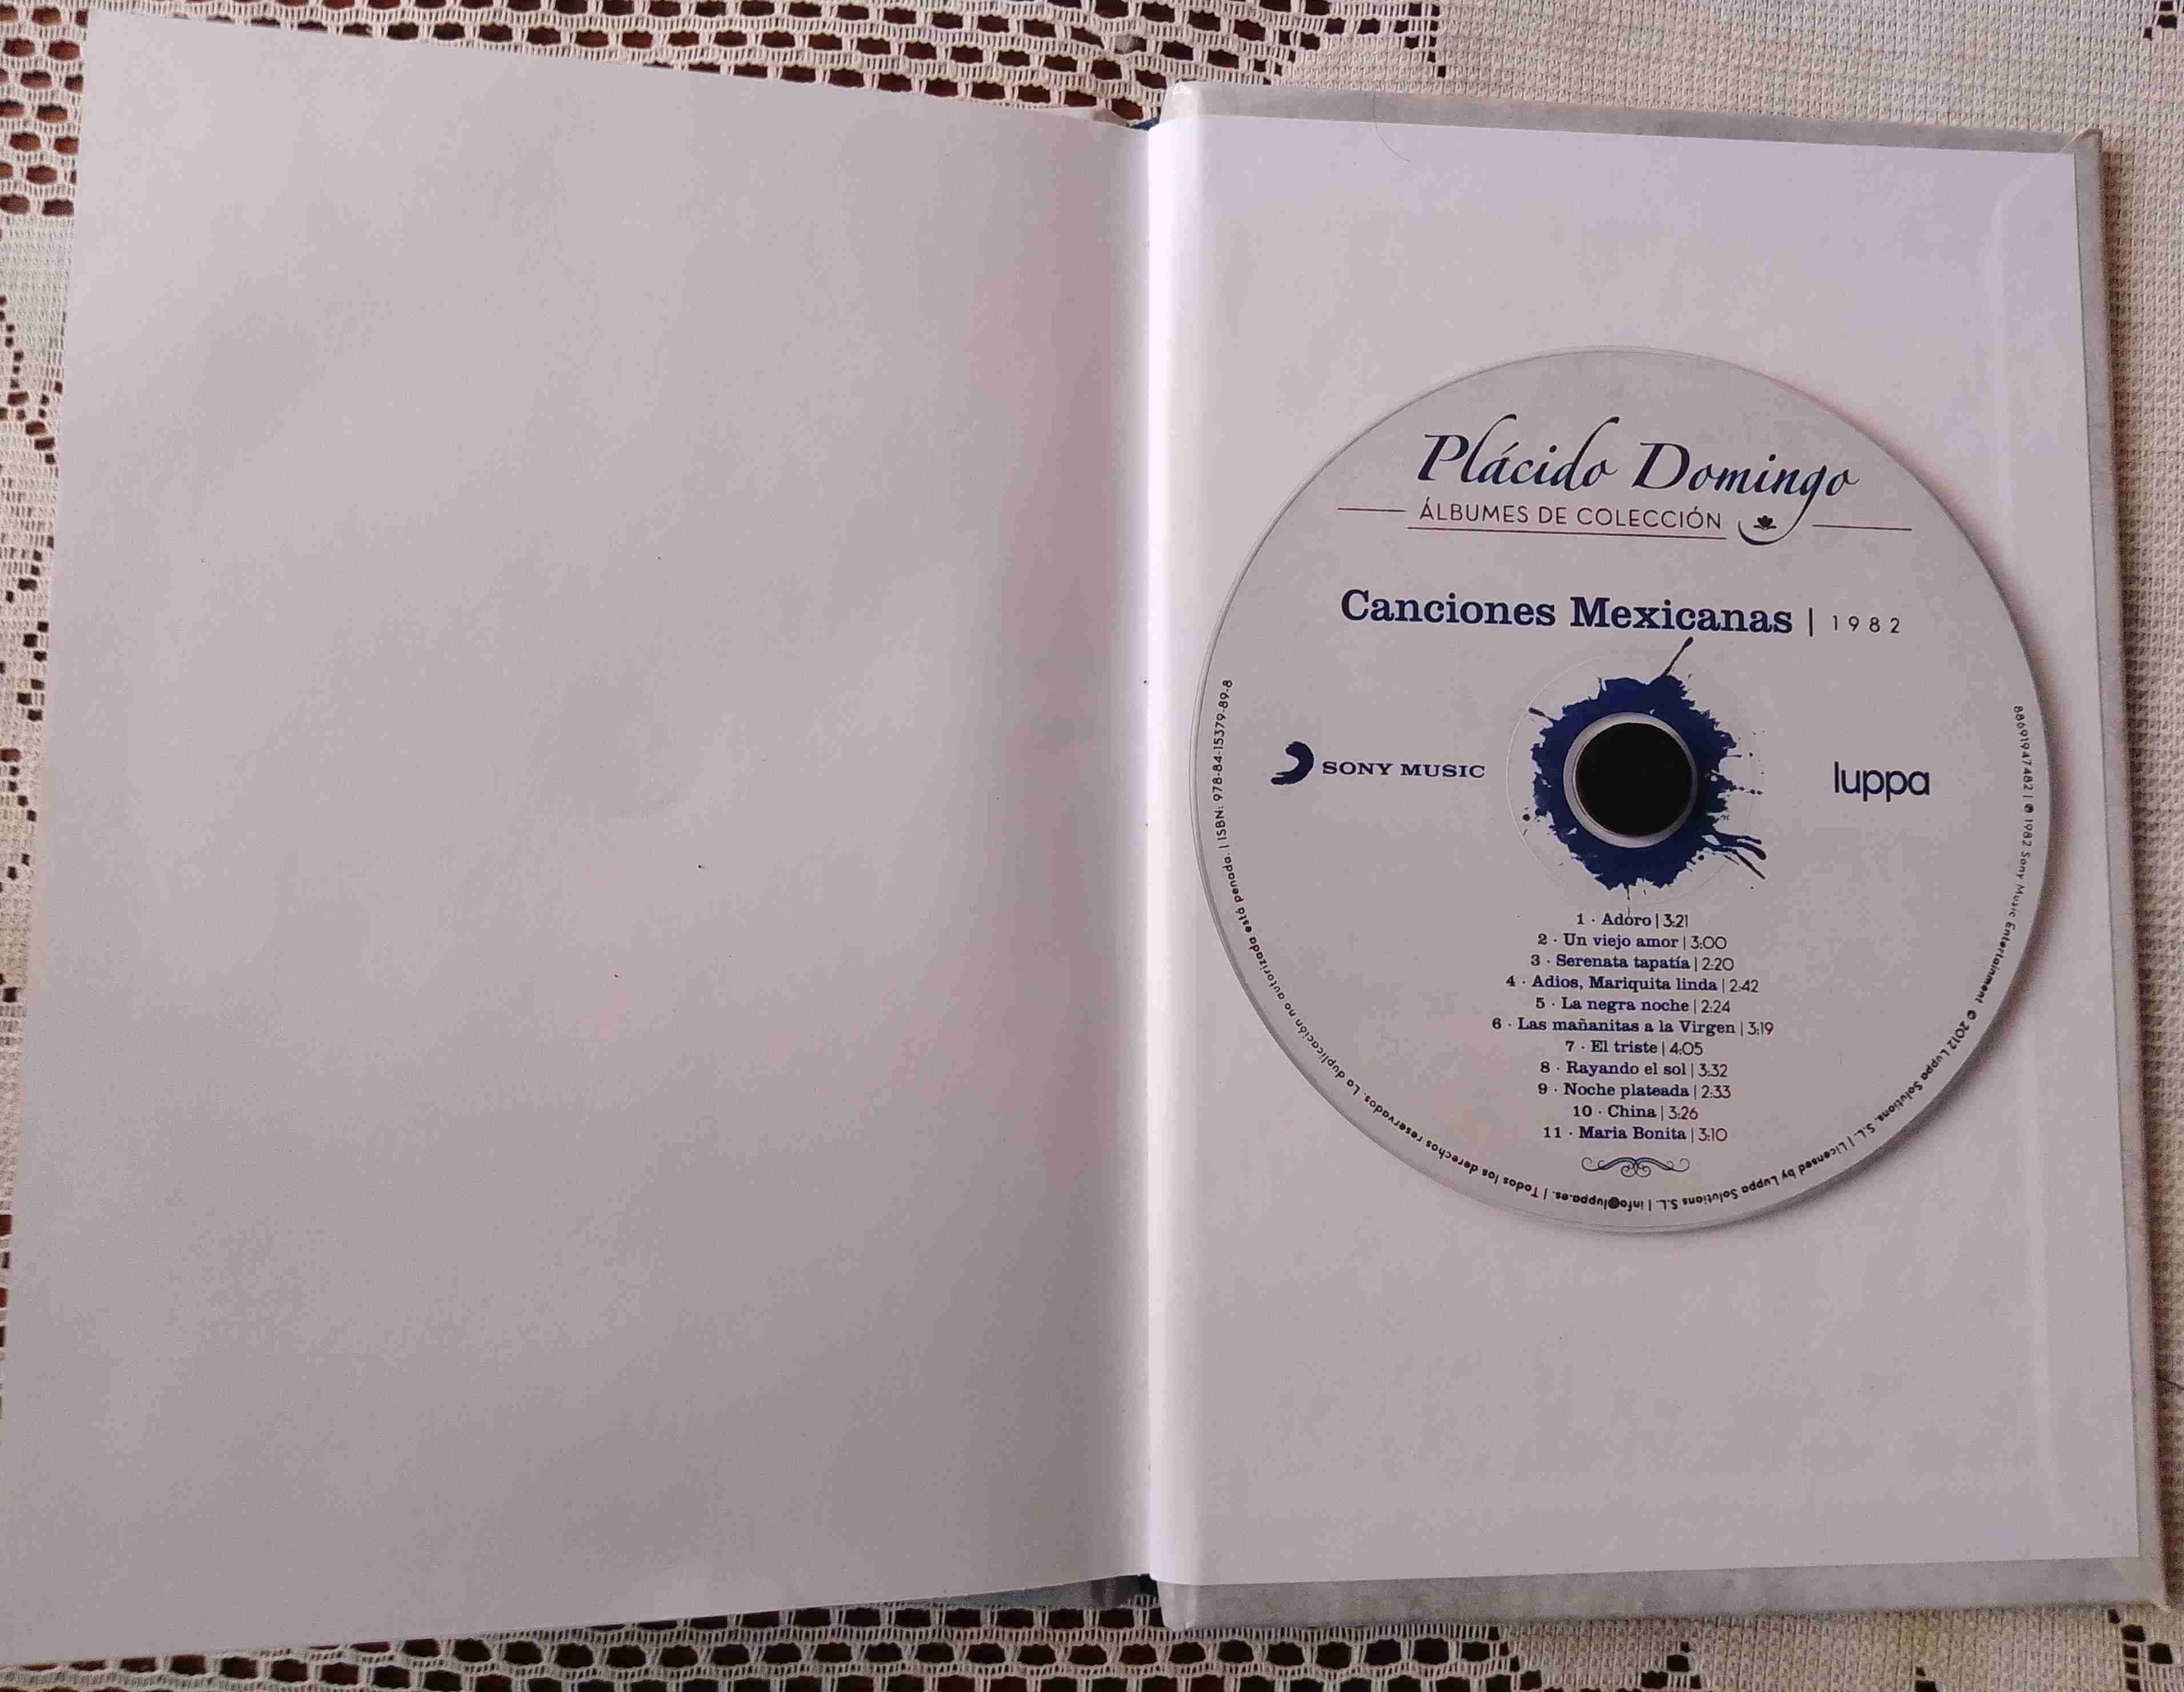 Plácido Domingo
ÁLBUMES DE COLECCIÓN
Canciones Mexicanas | 1982
SONY MUSIC
luppa
1 · Adoro | 3:21
2 · Un viejo amor | 3:00
3 · Serenata tapatía | 2:20
4 · Adios, Mariquita linda | 2:42
5 · La negra noche | 2:24
6 · Las mañanitas a la Virgen | 3:19
7 · El triste | 4:05
8 · Rayando el sol | 3:32
9 · Noche plateada | 2:33
10 · China | 3:26
11 · Maria Bonita | 3:10
88691947482 | ℗ 1982 Sony Music Entertainment © 2012 Luppa Solutions, S.L. | Licensed by Luppa Solutions S.L. | info@luppa.es. | Todos los derechos reservados. La duplicación no autorizada está penada. | ISBN: 978-84-15379-89-8